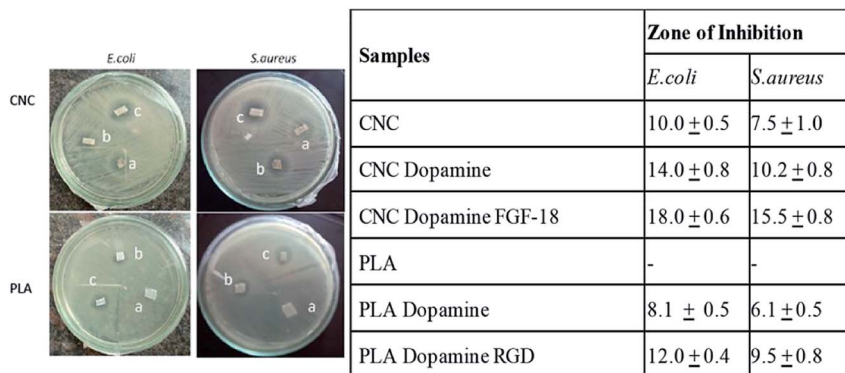 E.coli S.aureus
CNC
c
b
a
c
a
b
PLA
b
c
a
c
b
a
Samples Zone of Inhibition
E.coli S.aureus
CNC 10.0 ± 0.5 7.5 ± 1.0
CNC Dopamine 14.0 ± 0.8 10.2 ± 0.8
CNC Dopamine FGF-18 18.0 ± 0.6 15.5 ± 0.8
PLA - -
PLA Dopamine 8.1 ± 0.5 6.1 ± 0.5
PLA Dopamine RGD 12.0 ± 0.4 9.5 ± 0.8